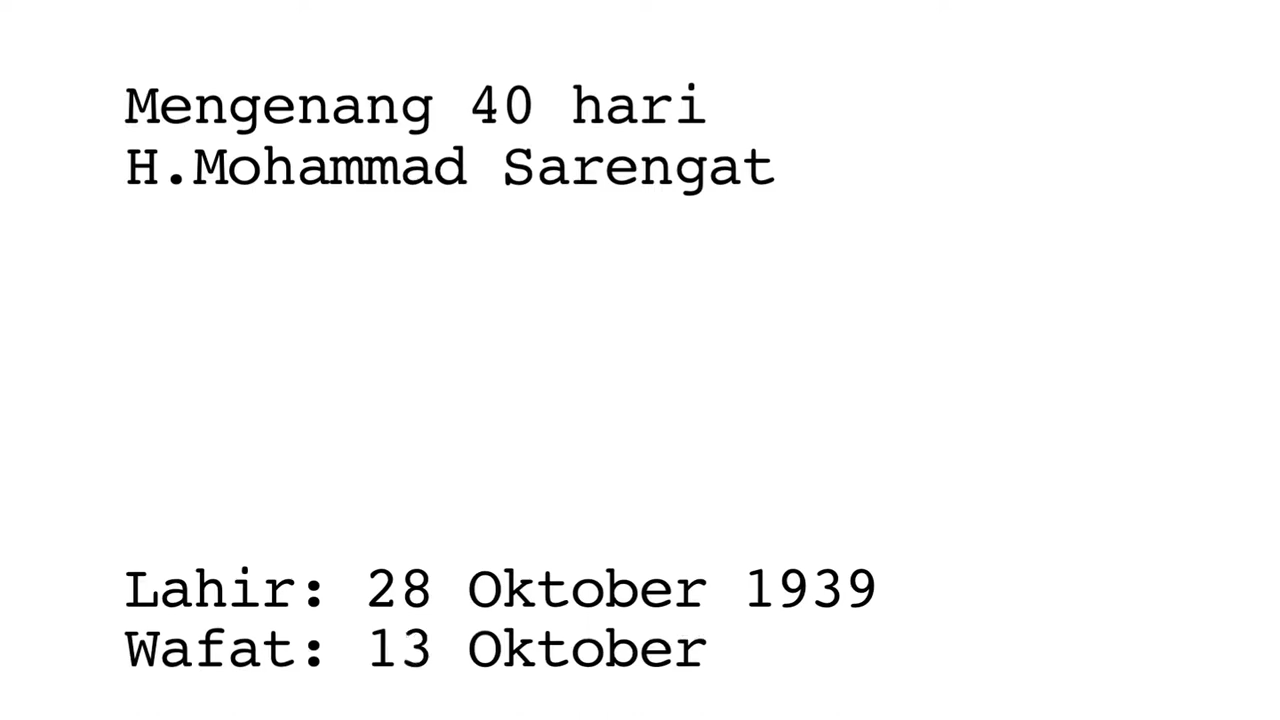 Mengenang 40 hari
H.Mohammad Sarengat
Lahir: 28 Oktober 1939
Wafat: 13 Oktober